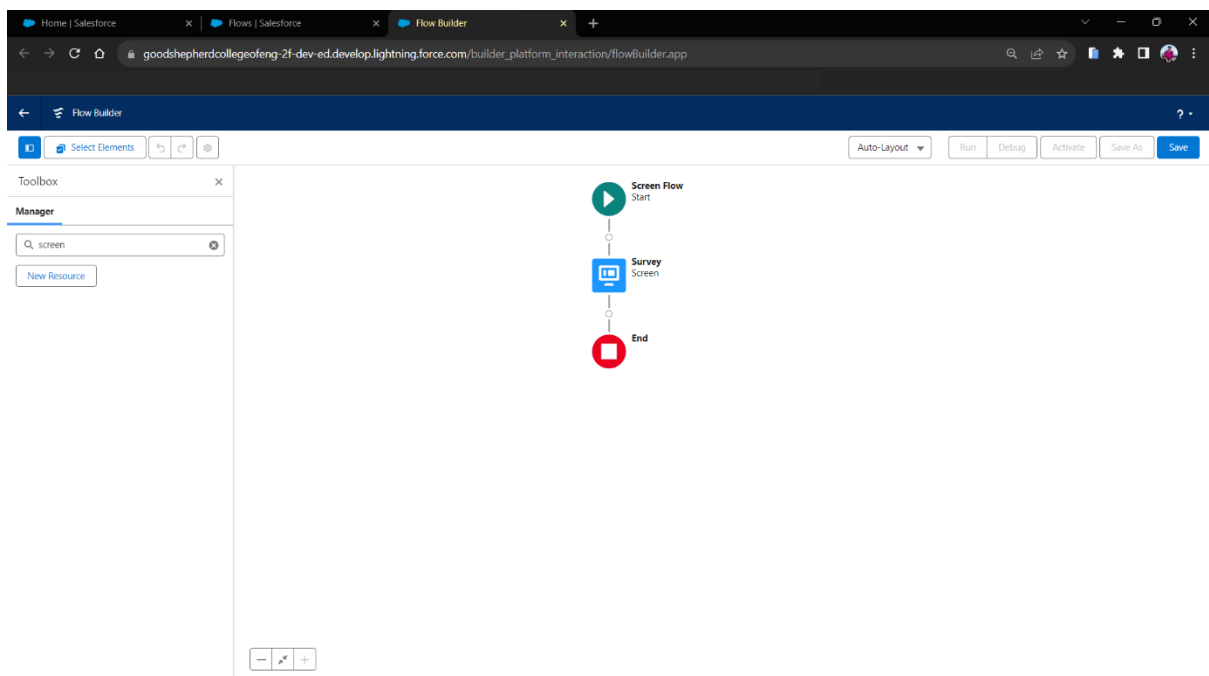 Home | Salesforce
Flows | Salesforce
Flow Builder
goodshepherdcollegeofeng-2f-dev-ed.develop.lightning.force.com/builder_platform_interaction/flowBuilder.app
Flow Builder
?
Select Elements
Auto-Layout
Run
Debug
Activate
Save As
Save
Toolbox
Manager
screen
New Resource
Screen Flow
Start
Survey
Screen
End